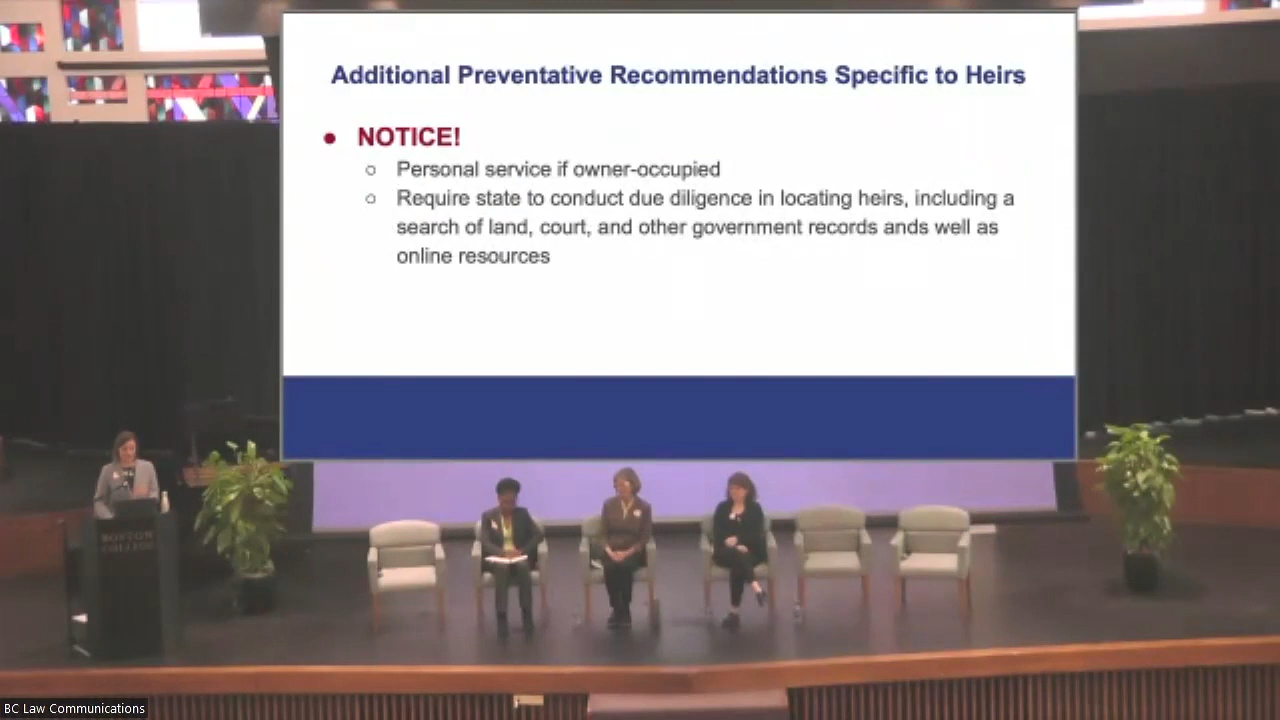 Additional Preventative Recommendations Specific to Heirs
● NOTICE!
○ Personal service if owner-occupied
○ Require state to conduct due diligence in locating heirs, including a
search of land, court, and other government records ands well as
online resources
BOSTON
COLLEGE
BC Law Communications